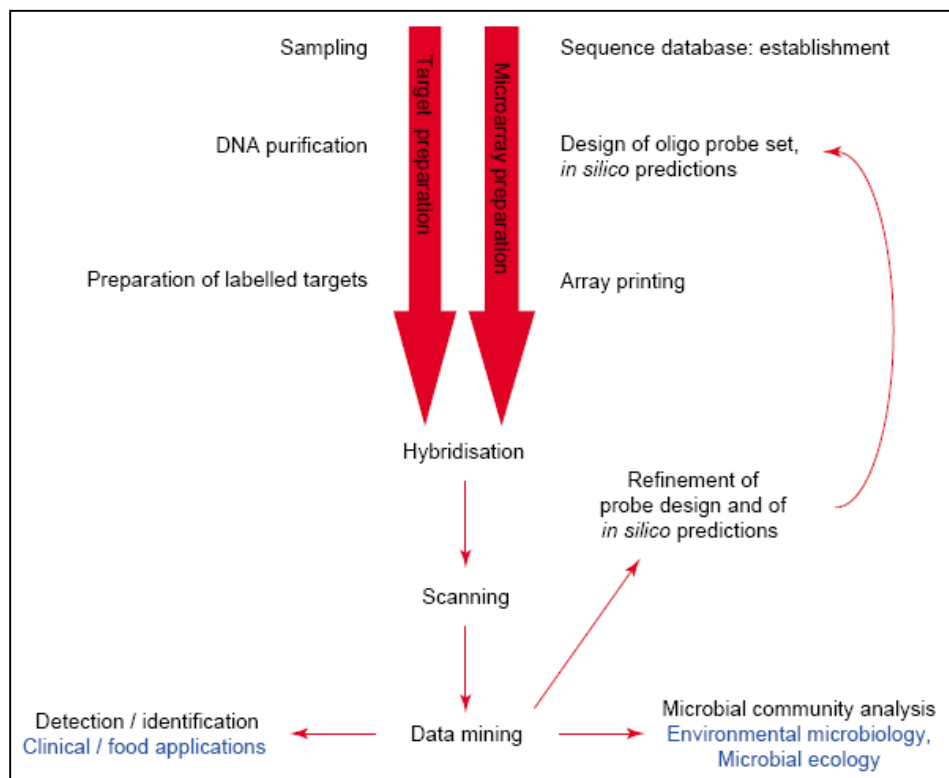 Sampling
Target preparation
Microarray preparation
Sequence database: establishment
DNA purification
Design of oligo probe set,
in silico predictions
Preparation of labelled targets
Array printing
Hybridisation
Refinement of
probe design and of
in silico predictions
Scanning
Detection / identification
Clinical / food applications
Data mining
Microbial community analysis
Environmental microbiology,
Microbial ecology